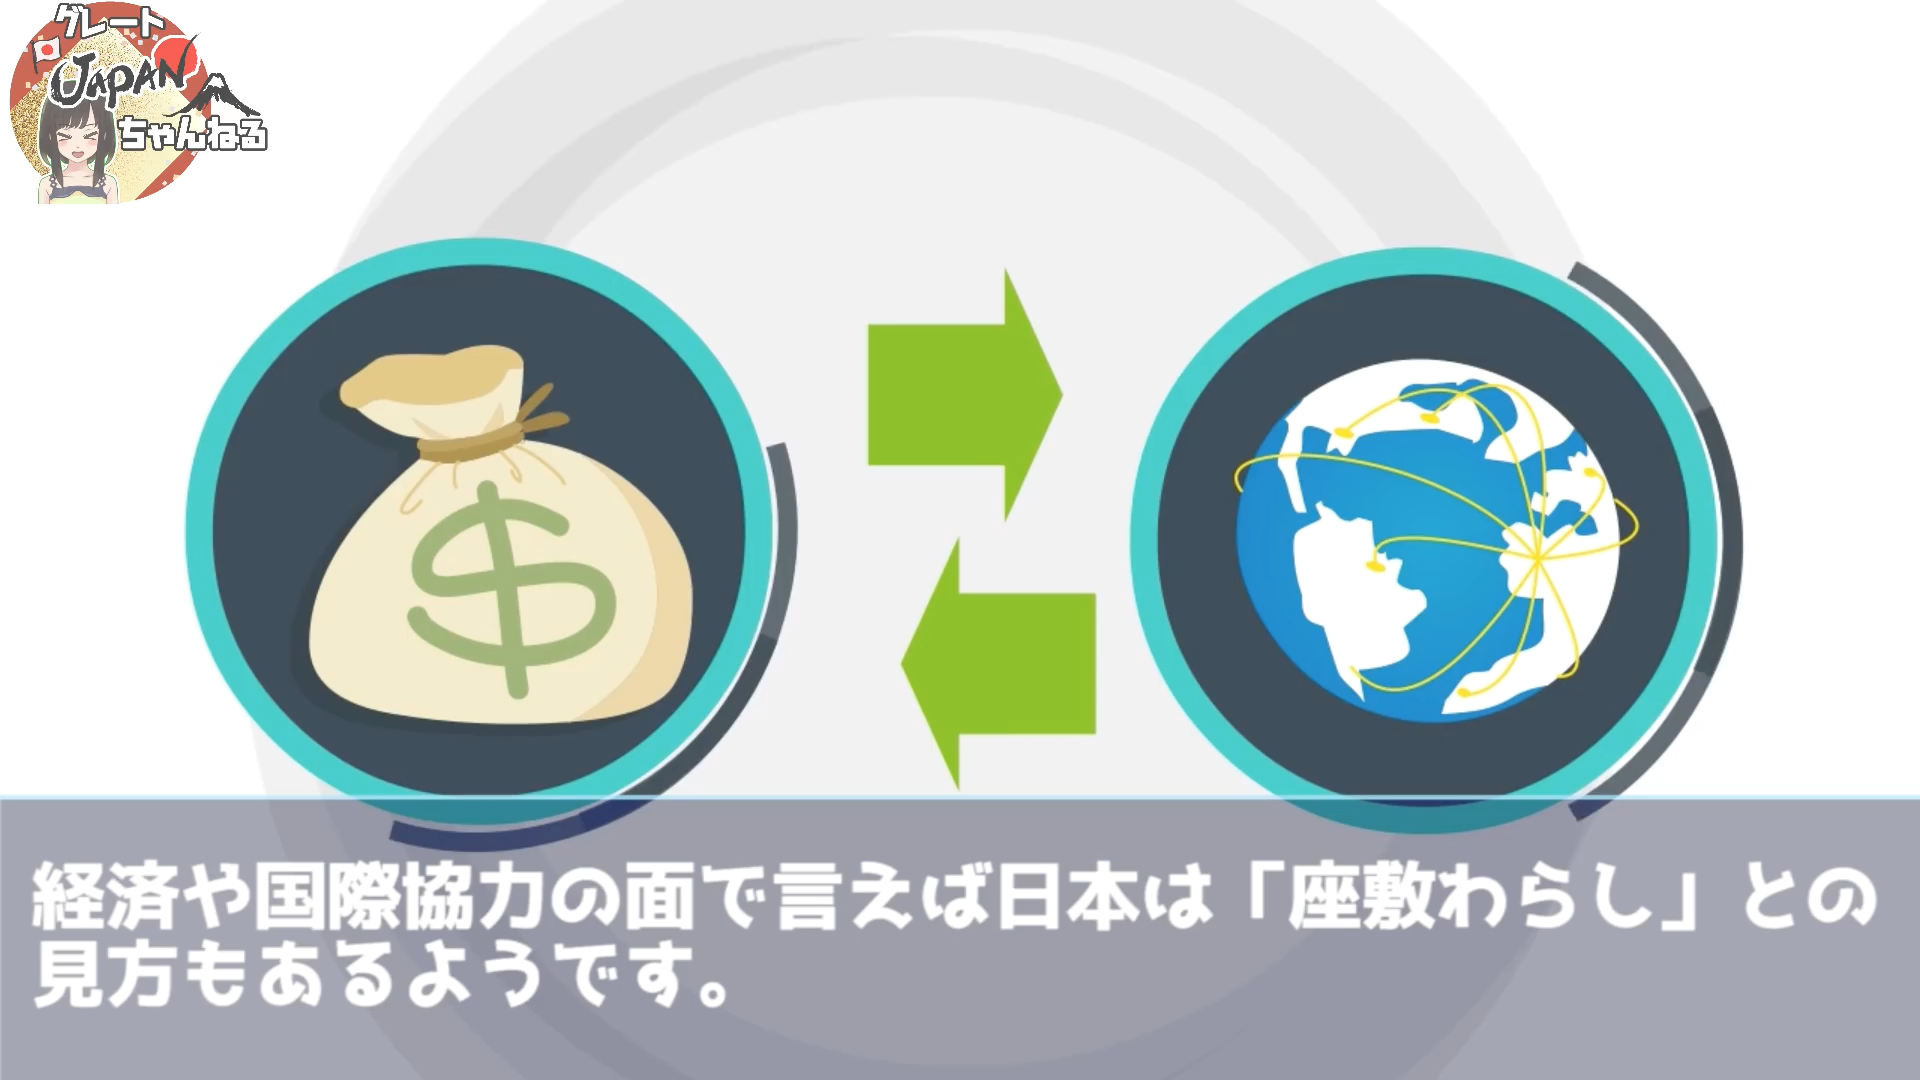 グレート
JAPAN
ちゃんねる
$
経済や国際協力の面で言えば日本は「座敷わらし」との
見方もあるようです。